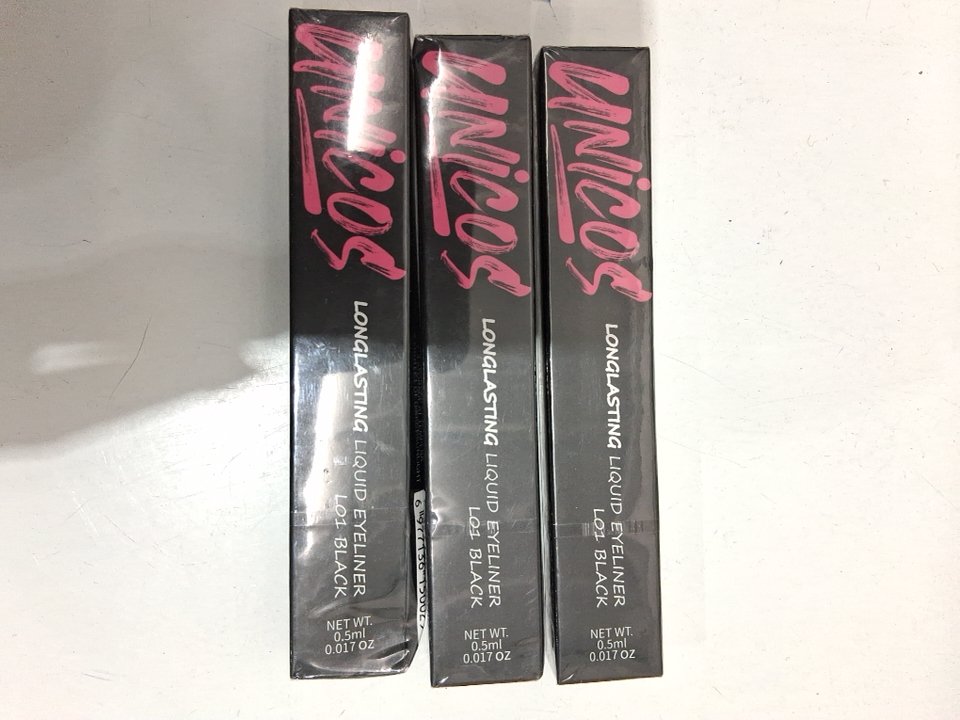 UNICOS
LONGLASTING LIQUID EYELINER
L01 BLACK
NET WT.
0.5ml
0.017 OZ
UNICOS
LONGLASTING LIQUID EYELINER
L01 BLACK
NET WT.
0.5ml
0.017 OZ
UNICOS
LONGLASTING LIQUID EYELINER
L01 BLACK
NET WT.
0.5ml
0.017 OZ